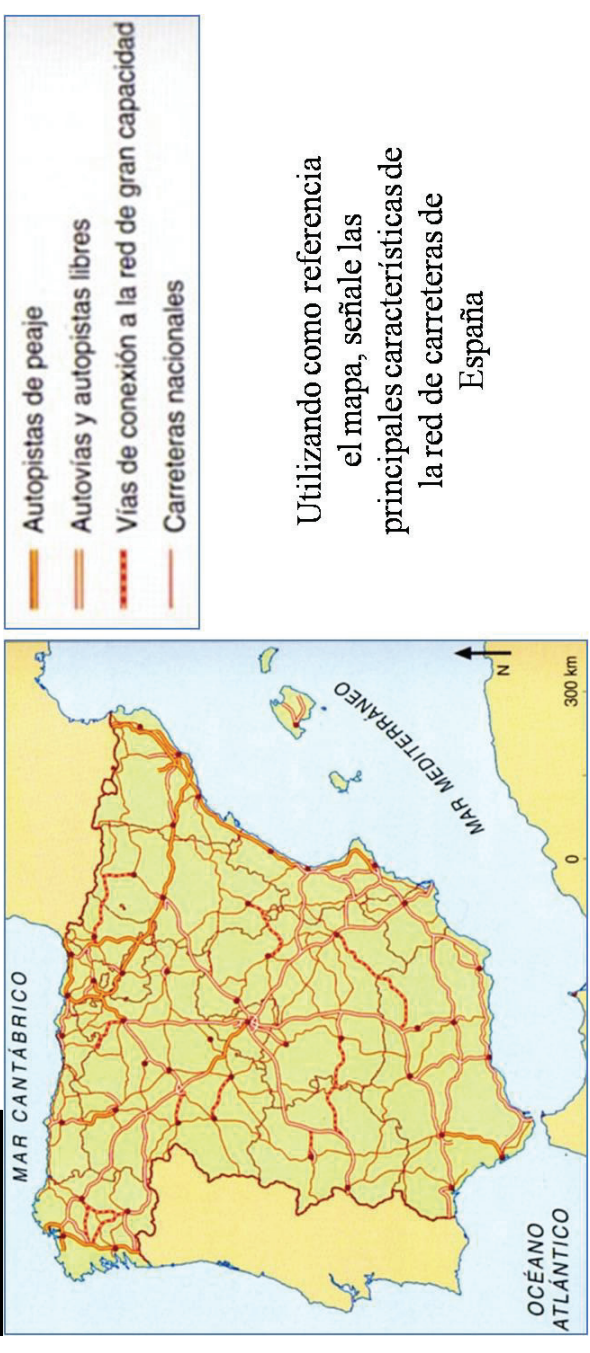 Autopistas de peaje
Autovías y autopistas libres
Vías de conexión a la red de gran capacidad
Carreteras nacionales
Utilizando como referencia
el mapa, señale las
principales características de
la red de carreteras de
España
MAR CANTÁBRICO
MAR MEDITERRÁNEO
OCÉANO
ATLÁNTICO
N
0 300 km